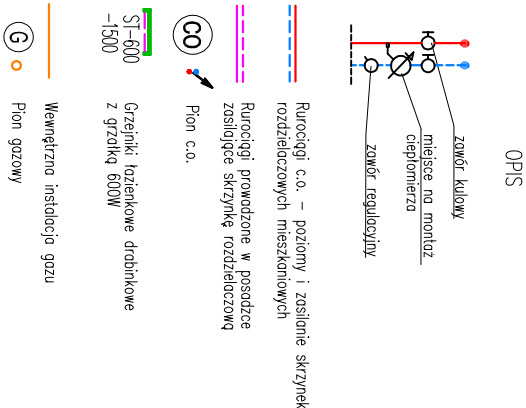 OPIS
zawór kulowy
miejsce na montaż
ciepłomierza
zawór regulacyjny
Rurociągi c.o. – poziomy i zasilanie skrzynek
rozdzielaczowych mieszkaniowych
Rurociągi prowadzone w posadzce
zasilające skrzynkę rozdzielaczową
CO
Pion c.o.
ST-600
-1500
Grzejniki łazienkowe drabinkowe
z grzałką 600W
Wewnętrzna instalacja gazu
G
Pion gazowy